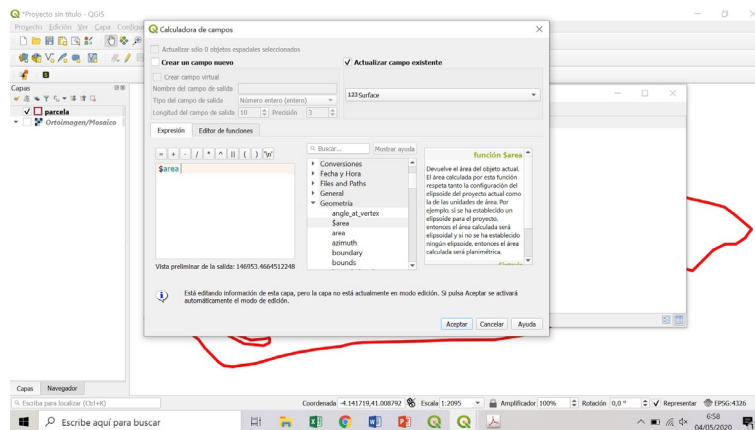 *Proyecto sin título - QGIS
Proyecto Edición Ver Capa Configu
Calculadora de campos
Actualizar sólo 0 objetos espaciales seleccionados
Crear un campo nuevo
Actualizar campo existente
Crear campo virtual
Nombre del campo de salida
Tipo del campo de salida Número entero (entero)
Longitud del campo de salida 10 Precisión 3
123 Surface
Expresión Editor de funciones
= + - / * ^ || ( ) '\n'
$area
Buscar... Mostrar ayuda
Conversiones
Fecha y Hora
Files and Paths
General
Geometría
angle_at_vertex
$area
area
azimuth
boundary
bounds
función $area
Devuelve el área del objeto actual.
El área calculada por esta función
respeta tanto la configuración del
elipsoide del proyecto actual como
la de las unidades de área. Por
ejemplo, si se ha establecido un
elipsoide para el proyecto,
entonces el área calculada será
elipsoidal y si no se ha establecido
ningún elipsoide, entonces el área
calculada será planimétrica.
Vista preliminar de la salida: 146953.4664512248
Está editando información de esta capa, pero la capa no está actualmente en modo edición. Si pulsa Aceptar se activará
automáticamente el modo de edición.
Aceptar Cancelar Ayuda
Capas
parcela
Ortoimagen/Mosaico
Capas Navegador
Escriba para localizar (Ctrl+K)
Coordenada -4.141719,41.008792 Escala 1:2095 Amplificador 100% Rotación 0,0 ° Representar EPSG:4326
Escribe aquí para buscar
6:58
04/05/2020